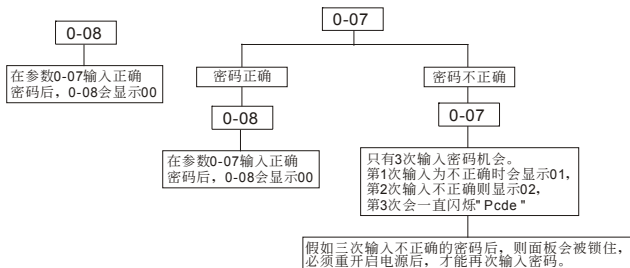 0-08
在参数0-07输入正确
密码后，0-08会显示00
0-07
密码正确
0-08
在参数0-07输入正确
密码后，0-08会显示00
密码不正确
0-07
只有3次输入密码机会。
第1次输入为不正确时会显示01，
第2次输入不正确则显示02，
第3次会一直闪烁" Pcde "
假如三次输入不正确的密码后，则面板会被锁住，
必须重开启电源后，才能再次输入密码。